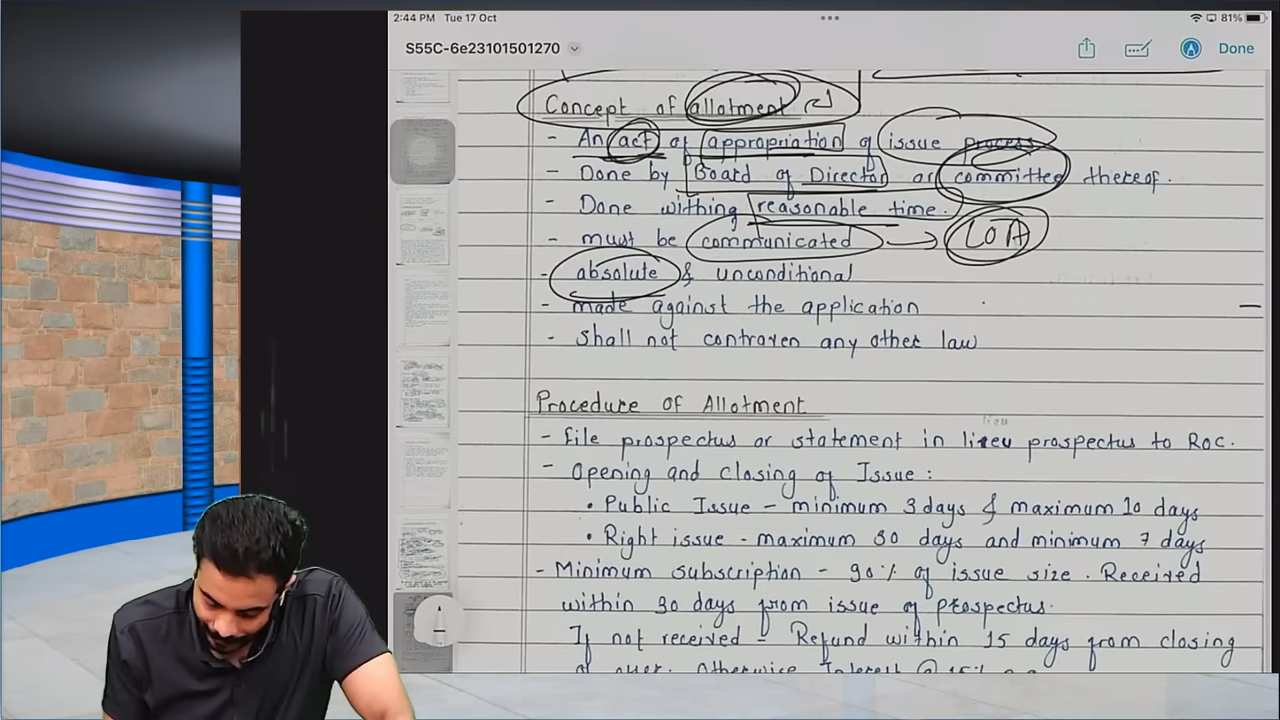 2:44 PM Tue 17 Oct
81%
S55C-6e23101501270
Done
Concept of allotment
- An act of appropriation of issue process
- Done by Board of Director or committed thereof.
- Done withing reasonable time.
- must be communicated → LOA
- absolute & unconditional
- made against the application
- shall not contraven any other law
Procedure of Allotment
lieu
- File prospectus or statement in lireu prospectus to Roc.
- Opening and closing of Issue :
• Public Issue - minimum 3 days & maximum 10 days
• Right issue - maximum 30 days and minimum 7 days
- Minimum subscription - 90% of issue size. Received
within 30 days from issue of prospectus.
If not received - Refund within 15 days from closing
Otherwise Interest @ 15%